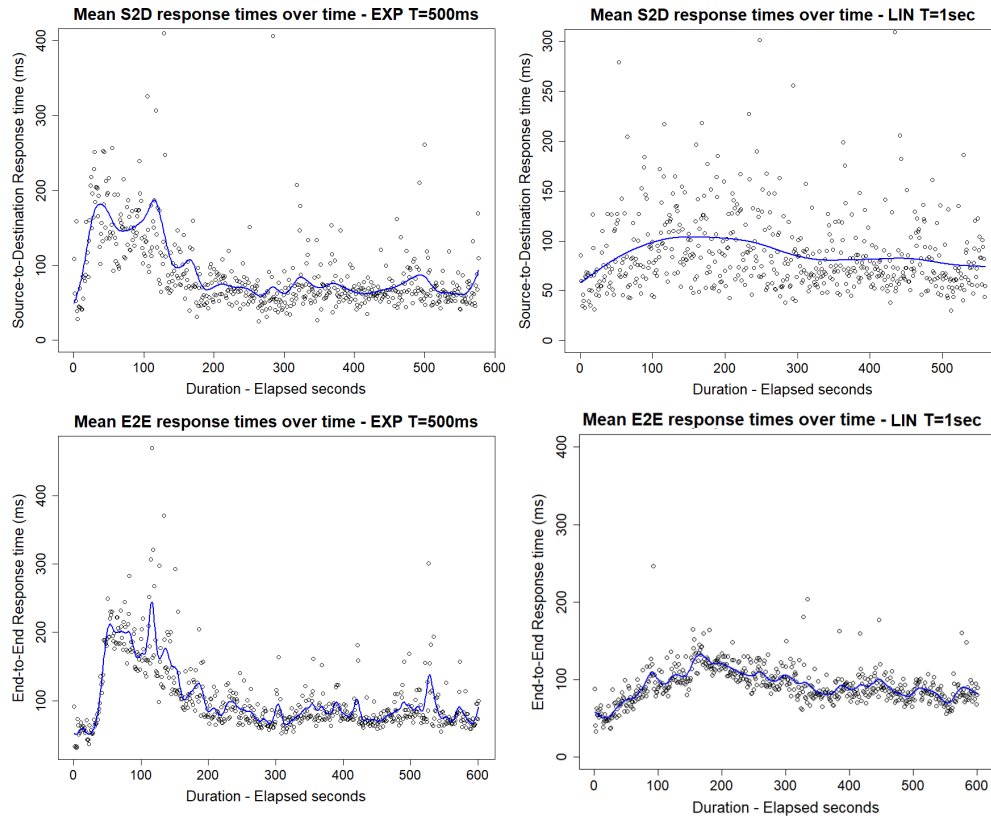 Mean S2D response times over time - EXP T=500ms
Source-to-Destination Response time (ms)
400
300
200
100
0
0 100 200 300 400 500 600
Duration - Elapsed seconds
Mean S2D response times over time - LIN T=1sec
Source-to-Destination Response time (ms)
300
250
200
150
100
50
0
0 100 200 300 400 500
Duration - Elapsed seconds
Mean E2E response times over time - EXP T=500ms
End-to-End Response time (ms)
400
300
200
100
0 100 200 300 400 500 600
Duration - Elapsed seconds
Mean E2E response times over time - LIN T=1sec
End-to-End Response time (ms)
400
300
200
100
0
0 100 200 300 400 500 600
Duration - Elapsed seconds